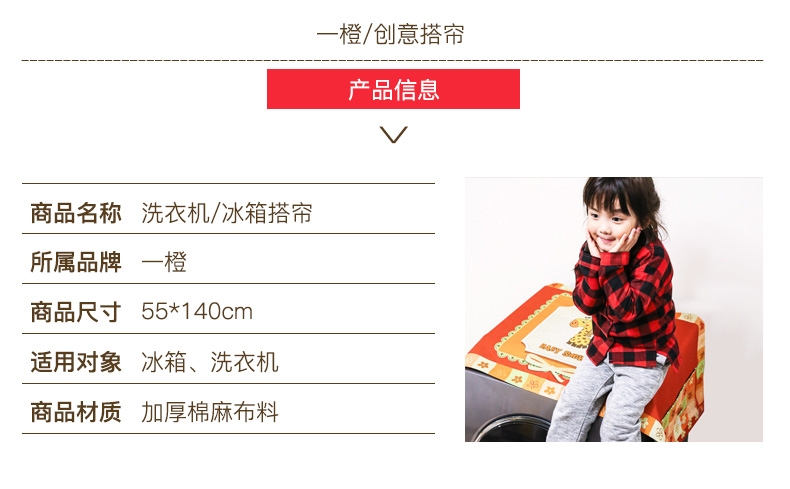 一橙/创意搭帘
产品信息
商品名称 洗衣机/冰箱搭帘
所属品牌 一橙
商品尺寸 55*140cm
适用对象 冰箱、洗衣机
商品材质 加厚棉麻布料